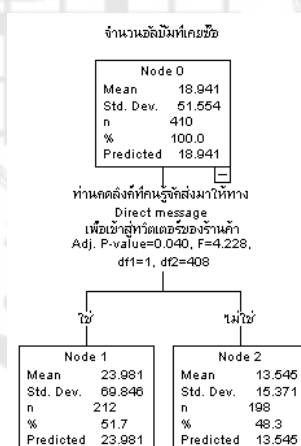 จำนวนอัลบั้มที่เคยซื้อ
Node 0
Mean 18.941
Std. Dev. 51.554
n 410
% 100.0
Predicted 18.941
ท่านกดลิงก์ที่คนรู้จักส่งมาให้ทาง
Direct message
เพื่อเข้าสู่ทวิตเตอร์ของร้านค้า
Adj. P-value=0.040, F=4.228,
df1=1, df2=408
ใช่
ไม่ใช่
Node 1
Mean 23.981
Std. Dev. 69.846
n 212
% 51.7
Predicted 23.981
Node 2
Mean 13.545
Std. Dev. 15.371
n 198
% 48.3
Predicted 13.545